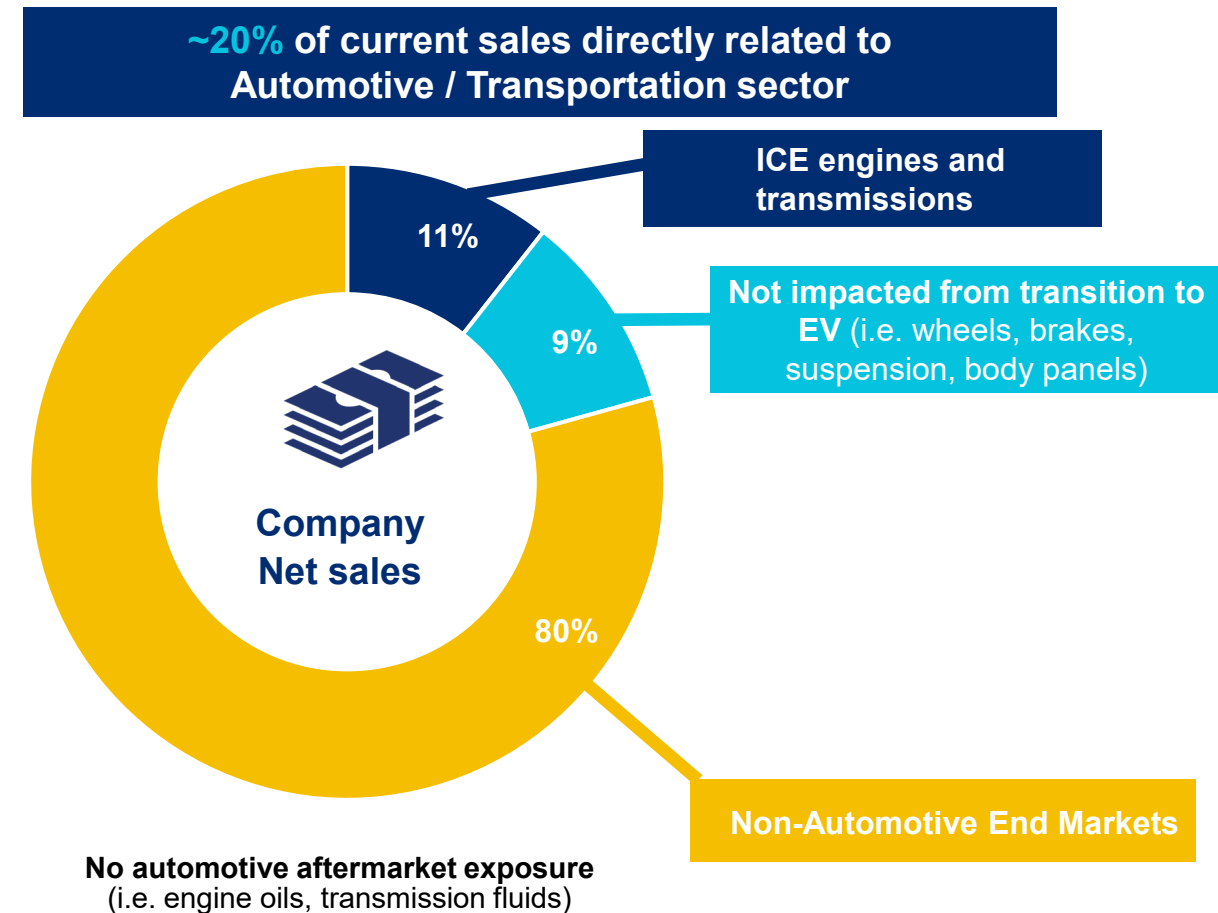 ~20% of current sales directly related to
Automotive / Transportation sector
ICE engines and
transmissions
11%
Not impacted from transition to
EV (i.e. wheels, brakes,
suspension, body panels)
9%
Company
Net sales
80%
Non-Automotive End Markets
No automotive aftermarket exposure
(i.e. engine oils, transmission fluids)